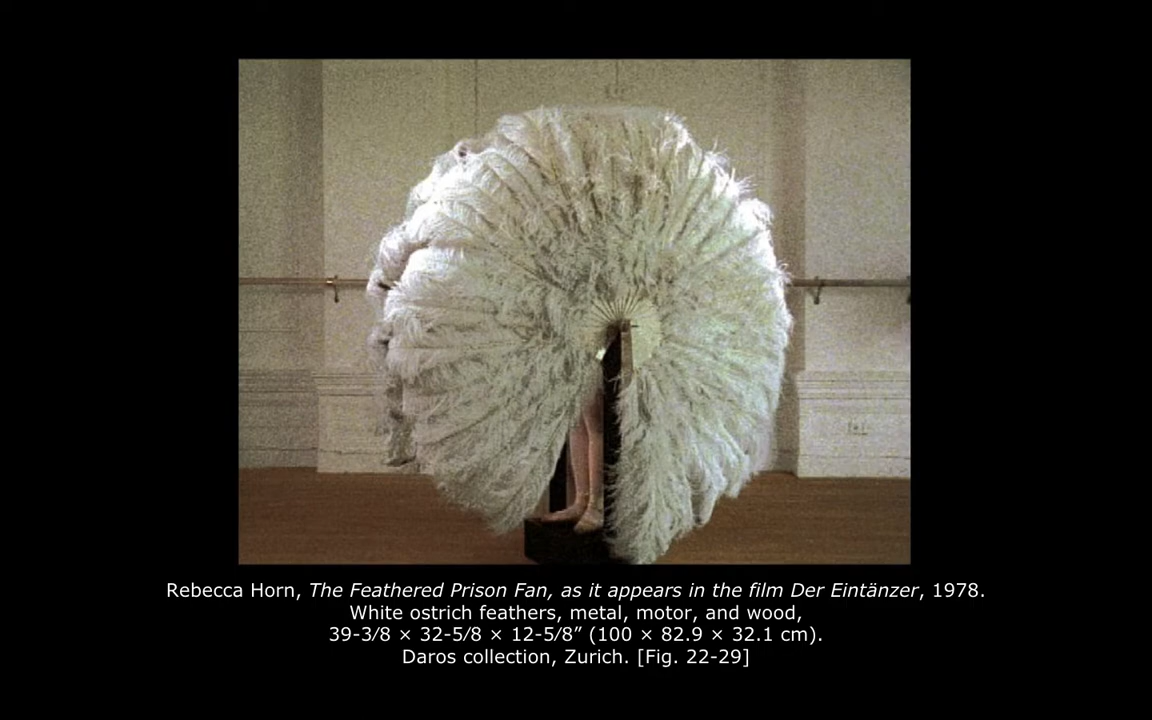 Rebecca Horn, The Feathered Prison Fan, as it appears in the film Der Eintänzer, 1978.
White ostrich feathers, metal, motor, and wood,
39-3/8 × 32-5/8 × 12-5/8” (100 × 82.9 × 32.1 cm).
Daros collection, Zurich. [Fig. 22-29]